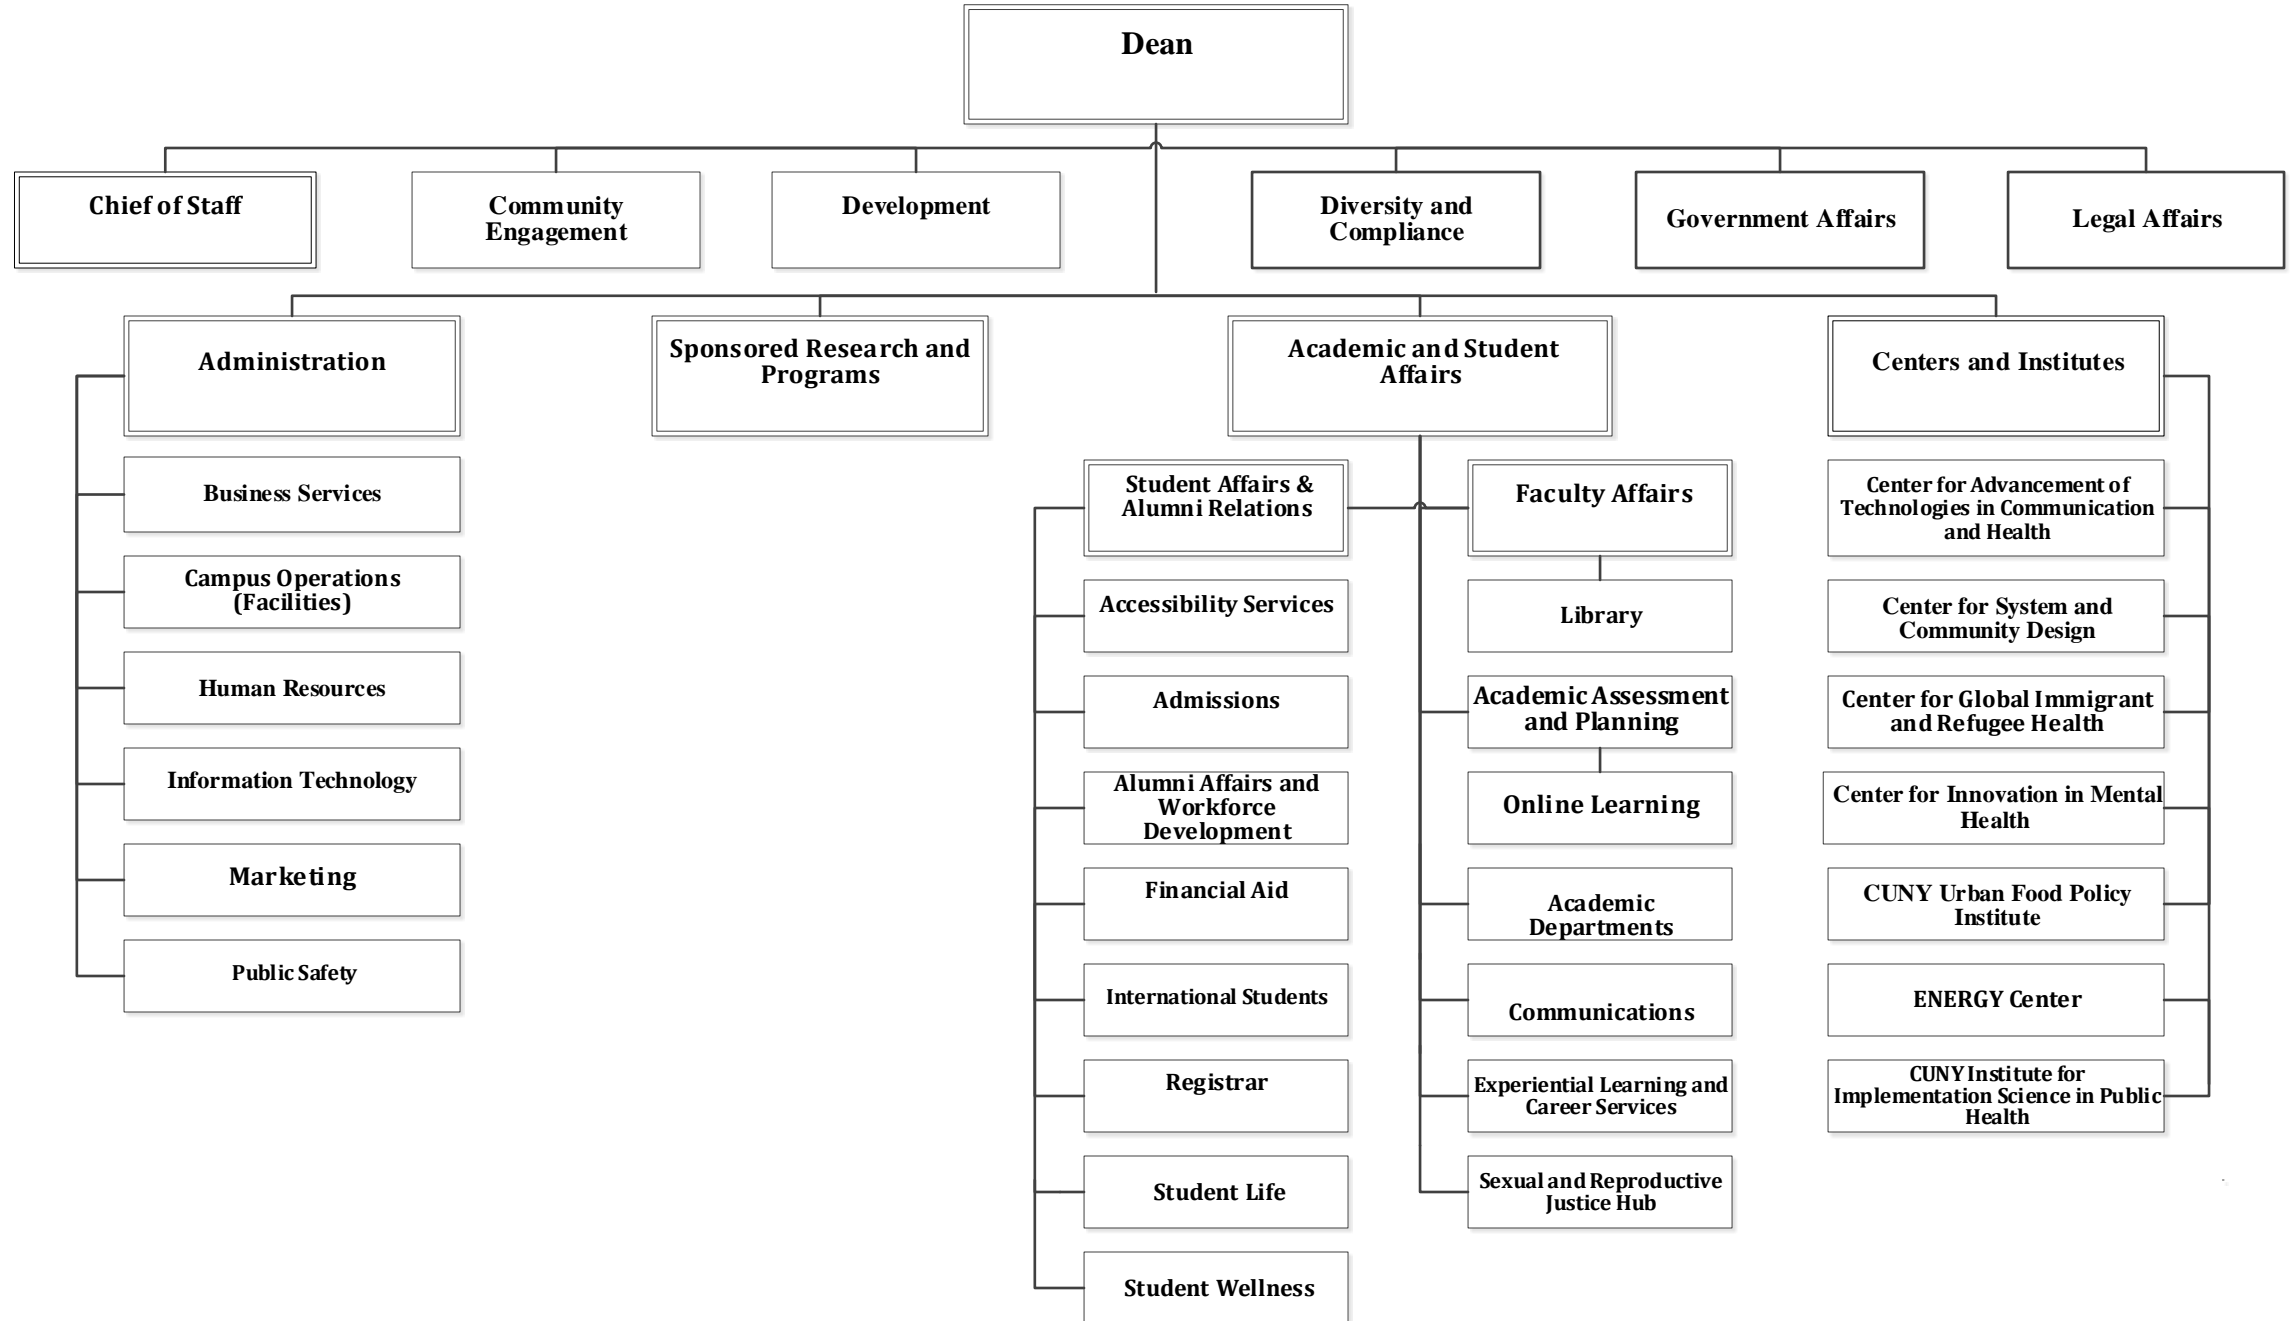 Dean
Chief of Staff
Community
Engagement
Development
Diversity and
Compliance
Government Affairs
Legal Affairs
Administration
Sponsored Research and
Programs
Academic and Student
Affairs
Centers and Institutes
Business Services
Campus Operations
(Facilities)
Human Resources
Information Technology
Marketing
Public Safety
Student Affairs &
Alumni Relations
Accessibility Services
Admissions
Alumni Affairs and
Workforce
Development
Financial Aid
International Students
Registrar
Student Life
Student Wellness
Faculty Affairs
Library
Academic Assessment
and Planning
Online Learning
Academic
Departments
Communications
Experiential Learning and
Career Services
Sexual and Reproductive
Justice Hub
Center for Advancement of
Technologies in Communication
and Health
Center for System and
Community Design
Center for Global Immigrant
and Refugee Health
Center for Innovation in Mental
Health
CUNY Urban Food Policy
Institute
ENERGY Center
CUNY Institute for
Implementation Science in Public
Health